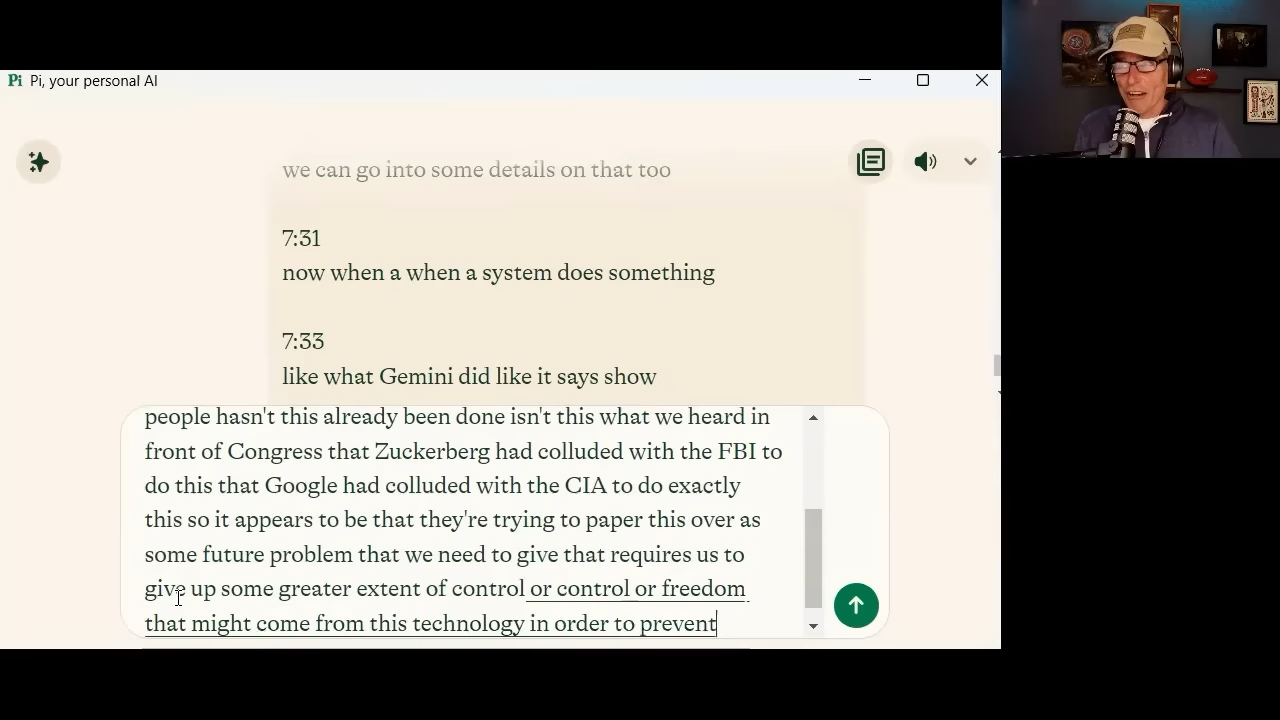 Pi Pi, your personal AI
we can go into some details on that too
7:31
now when a when a system does something
7:33
like what Gemini did like it says show
people hasn't this already been done isn't this what we heard in
front of Congress that Zuckerberg had colluded with the FBI to
do this that Google had colluded with the CIA to do exactly
this so it appears to be that they're trying to paper this over as
some future problem that we need to give that requires us to
give up some greater extent of control or control or freedom
that might come from this technology in order to prevent